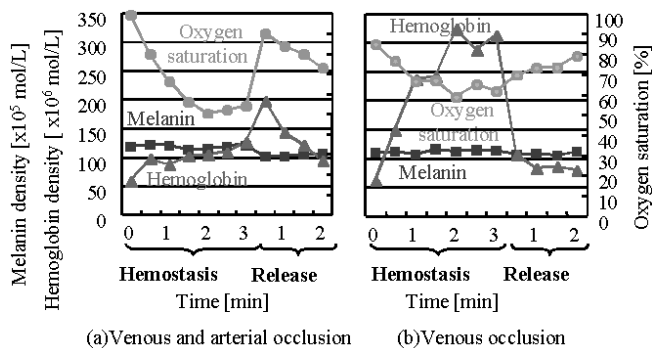 Melanin density [x10⁵ mol/L]
Hemoglobin density [ x10⁶ mol/L]
350
300
250
200
150
100
50
0
Oxygen
saturation
Melanin
Hemoglobin
0 1 2 3 1 2
Hemostasis Release
Time [min]
(a)Venous and arterial occlusion
Hemoglobin
Oxygen
saturation
Melanin
100
90
80
70
60
50
40
30
20
10
0
Oxygen saturation [%]
0 1 2 3 1 2
Hemostasis Release
Time [min]
(b)Venous occlusion